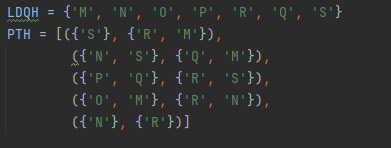 LDQH = {'M', 'N', 'O', 'P', 'R', 'Q', 'S'}
PTH = [({'S'}, {'R', 'M'}),
({'N', 'S'}, {'Q', 'M'}),
({'P', 'Q'}, {'R', 'S'}),
({'O', 'M'}, {'R', 'N'}),
({'N'}, {'R'})]